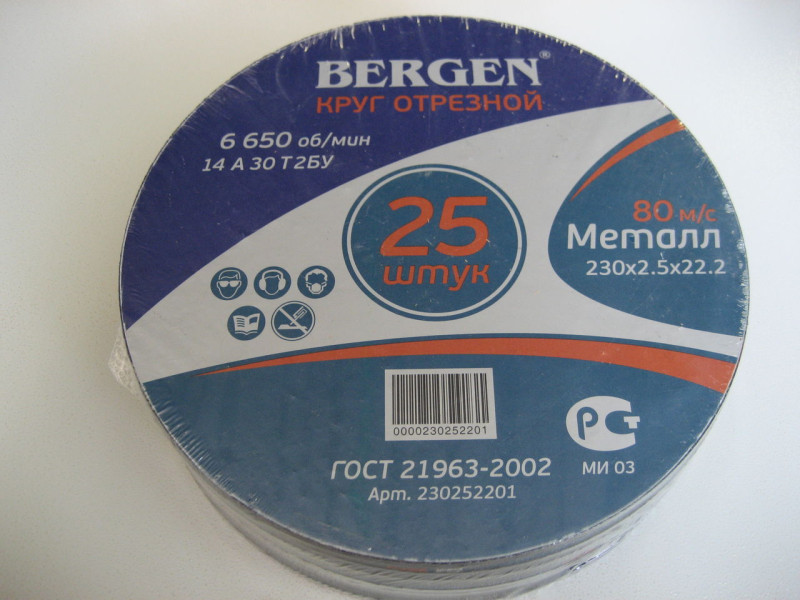 BERGEN®
КРУГ ОТРЕЗНОЙ
6 650 об/мин
14 А 30 Т2БУ
25
штук
80 м/с
Металл
230x2.5x22.2
0000230252201
РСТ
МИ 03
ГОСТ 21963-2002
Арт. 230252201